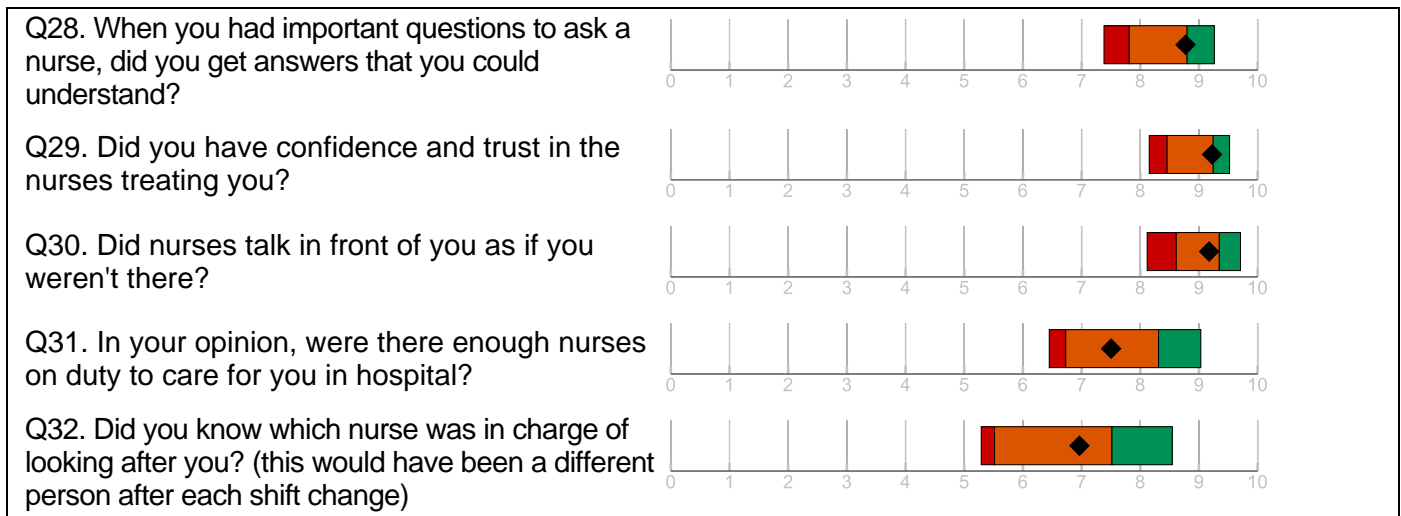 Q28. When you had important questions to ask a
nurse, did you get answers that you could
understand?
0 1 2 3 4 5 6 7 8 9 10
Q29. Did you have confidence and trust in the
nurses treating you?
0 1 2 3 4 5 6 7 8 9 10
Q30. Did nurses talk in front of you as if you
weren't there?
0 1 2 3 4 5 6 7 8 9 10
Q31. In your opinion, were there enough nurses
on duty to care for you in hospital?
0 1 2 3 4 5 6 7 8 9 10
Q32. Did you know which nurse was in charge of
looking after you? (this would have been a different
person after each shift change)
0 1 2 3 4 5 6 7 8 9 10